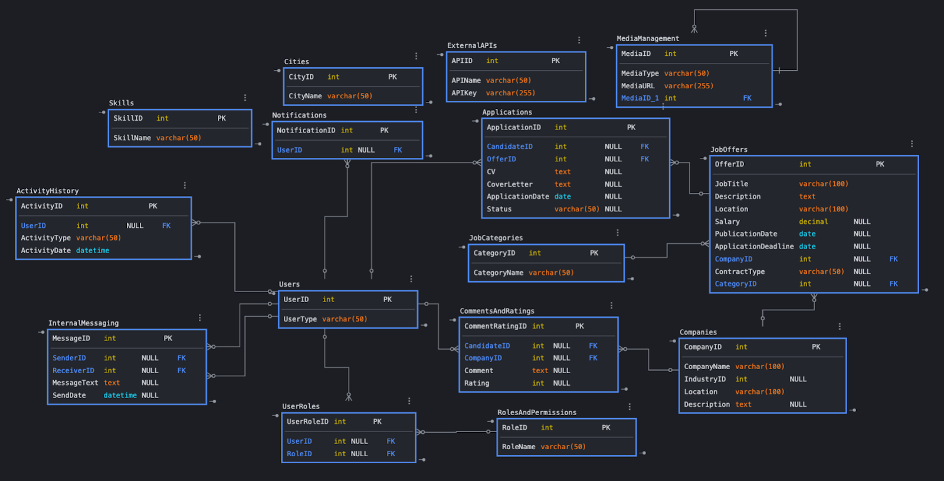 MediaManagement
MediaID int PK
MediaType varchar(50)
MediaURL varchar(255)
MediaID_1 int FK
ExternalAPIs
APIID int PK
APIName varchar(50)
APIKey varchar(255)
Cities
CityID int PK
CityName varchar(50)
Skills
SkillID int PK
SkillName varchar(50)
Notifications
NotificationID int PK
UserID int NULL FK
Applications
ApplicationID int PK
CandidateID int NULL FK
OfferID int NULL FK
CV text NULL
CoverLetter text NULL
ApplicationDate date NULL
Status varchar(50) NULL
JobOffers
OfferID int PK
JobTitle varchar(100)
Description text
Location varchar(100)
Salary decimal NULL
PublicationDate date NULL
ApplicationDeadline date NULL
CompanyID int NULL FK
ContractType varchar(50) NULL
CategoryID int NULL FK
ActivityHistory
ActivityID int PK
UserID int NULL FK
ActivityType varchar(50)
ActivityDate datetime
JobCategories
CategoryID int PK
CategoryName varchar(50)
Users
UserID int PK
UserType varchar(50)
InternalMessaging
MessageID int PK
SenderID int NULL FK
ReceiverID int NULL FK
MessageText text NULL
SendDate datetime NULL
CommentsAndRatings
CommentRatingID int PK
CandidateID int NULL FK
CompanyID int NULL FK
Comment text NULL
Rating int NULL
Companies
CompanyID int PK
CompanyName varchar(100)
IndustryID int NULL
Location varchar(100)
Description text NULL
UserRoles
UserRoleID int PK
UserID int NULL FK
RoleID int NULL FK
RolesAndPermissions
RoleID int PK
RoleName varchar(50)